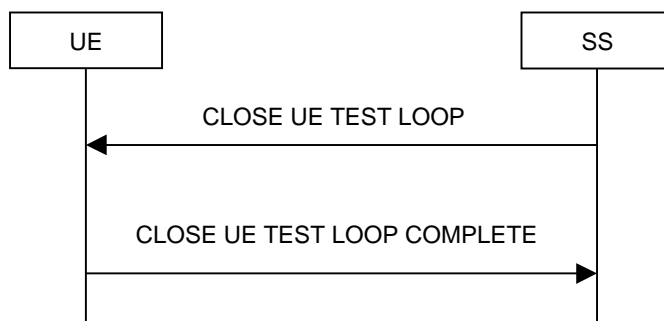 UE
SS
CLOSE UE TEST LOOP
CLOSE UE TEST LOOP COMPLETE